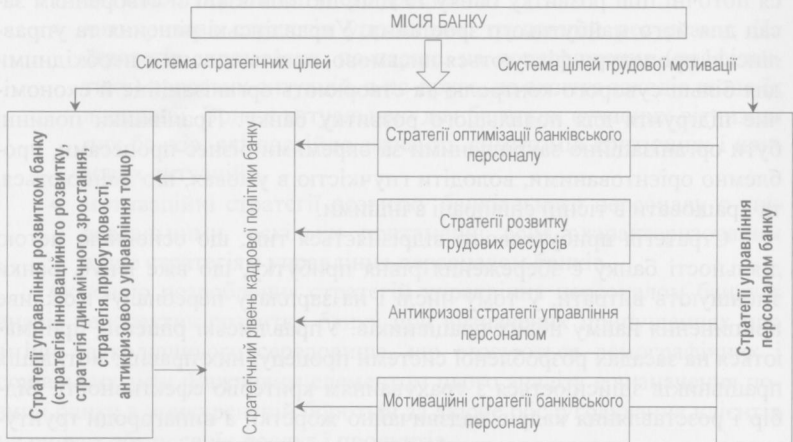 МІСІЯ БАНКУ
Система стратегічних цілей
Система цілей трудової мотивації
Стратегії управління розвитком банку
(стратегія інноваційного розвитку,
стратегія динамічного зростання,
стратегія прибутковості,
антикризового управління тощо)
Стратегічний рівень кадрової політики банку
Стратегії оптимізації банківського
персоналу
Стратегії розвитку
трудових ресурсів
Антикризові стратегії управління
персоналом
Мотиваційні стратегії банківського
персоналу
Стратегії управління
персоналом банку